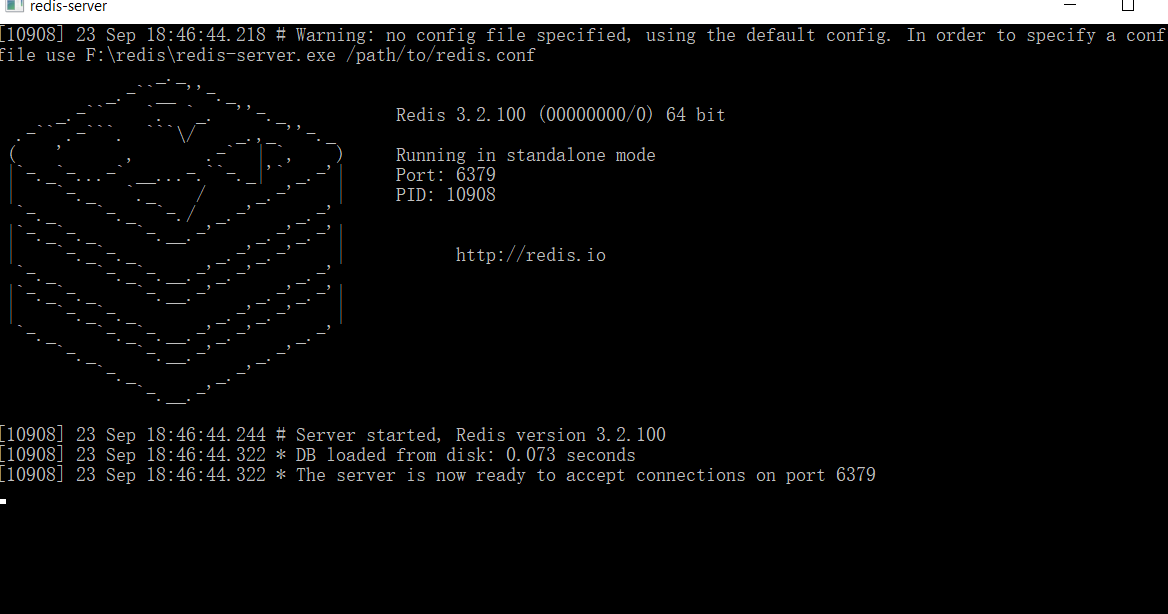 redis-server
[10908] 23 Sep 18:46:44.218 # Warning: no config file specified, using the default config. In order to specify a conf
file use F:\redis\redis-server.exe /path/to/redis.conf
Redis 3.2.100 (00000000/0) 64 bit
Running in standalone mode
Port: 6379
PID: 10908
http://redis.io
[10908] 23 Sep 18:46:44.244 # Server started, Redis version 3.2.100
[10908] 23 Sep 18:46:44.322 * DB loaded from disk: 0.073 seconds
[10908] 23 Sep 18:46:44.322 * The server is now ready to accept connections on port 6379